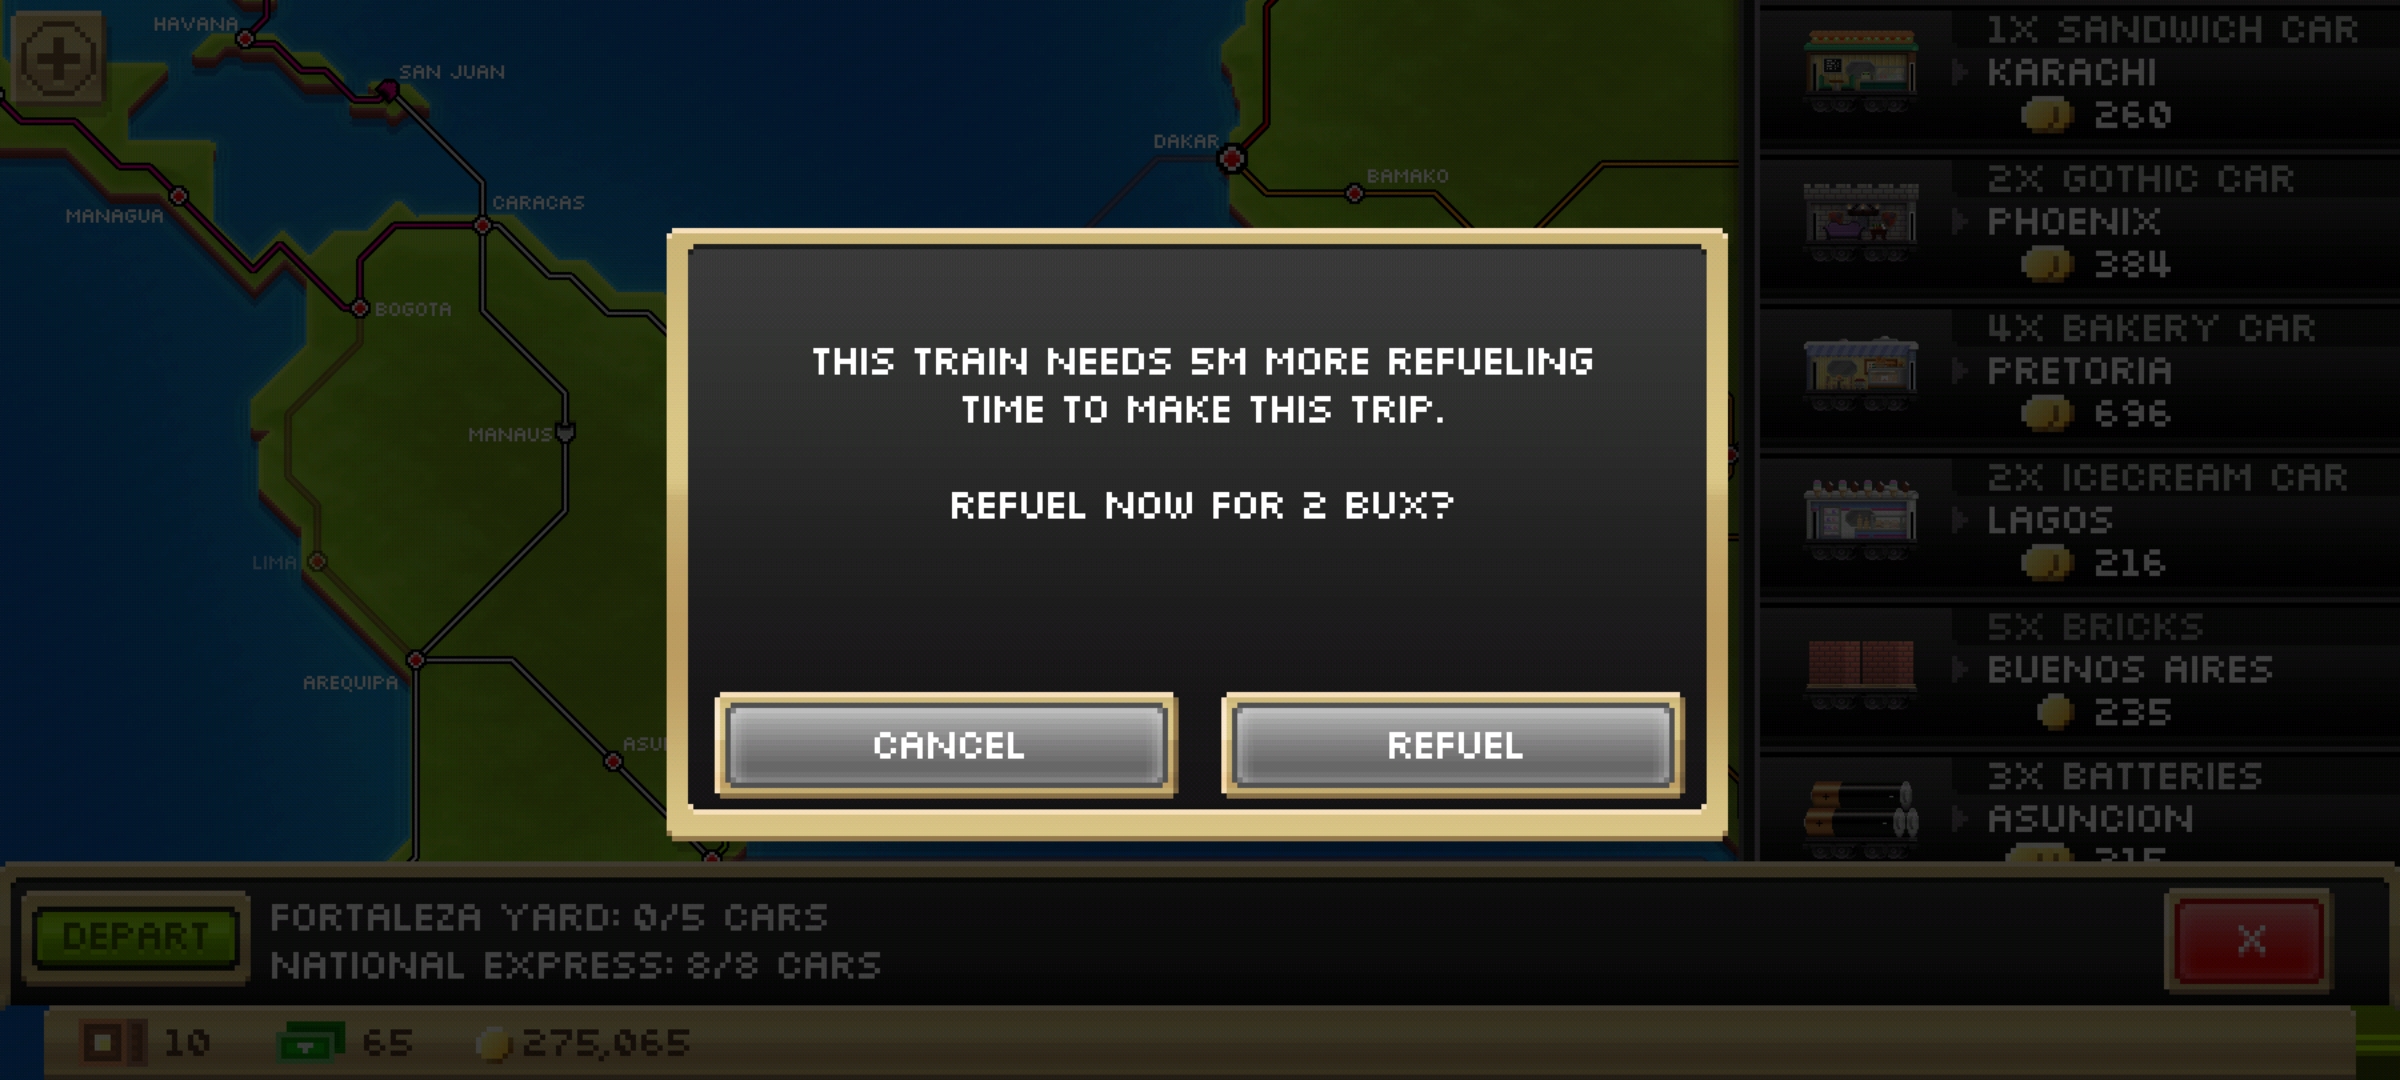 HAVANA
SAN JUAN
DAKAR
BAMAKO
MANAGUA
CARACAS
BOGOTA
MANAUS
LIMA
AREQUIPA
THIS TRAIN NEEDS 5M MORE REFUELING
TIME TO MAKE THIS TRIP.
REFUEL NOW FOR 2 BUX?
CANCEL
REFUEL
1X SANDWICH CAR
KARACHI
260
2X GOTHIC CAR
PHOENIX
384
4X BAKERY CAR
PRETORIA
696
2X ICECREAM CAR
LAGOS
216
5X BRICKS
BUENOS AIRES
235
3X BATTERIES
ASUNCION
DEPART
FORTALEZA YARD: 0/5 CARS
NATIONAL EXPRESS: 8/8 CARS
X
10
65
275,065